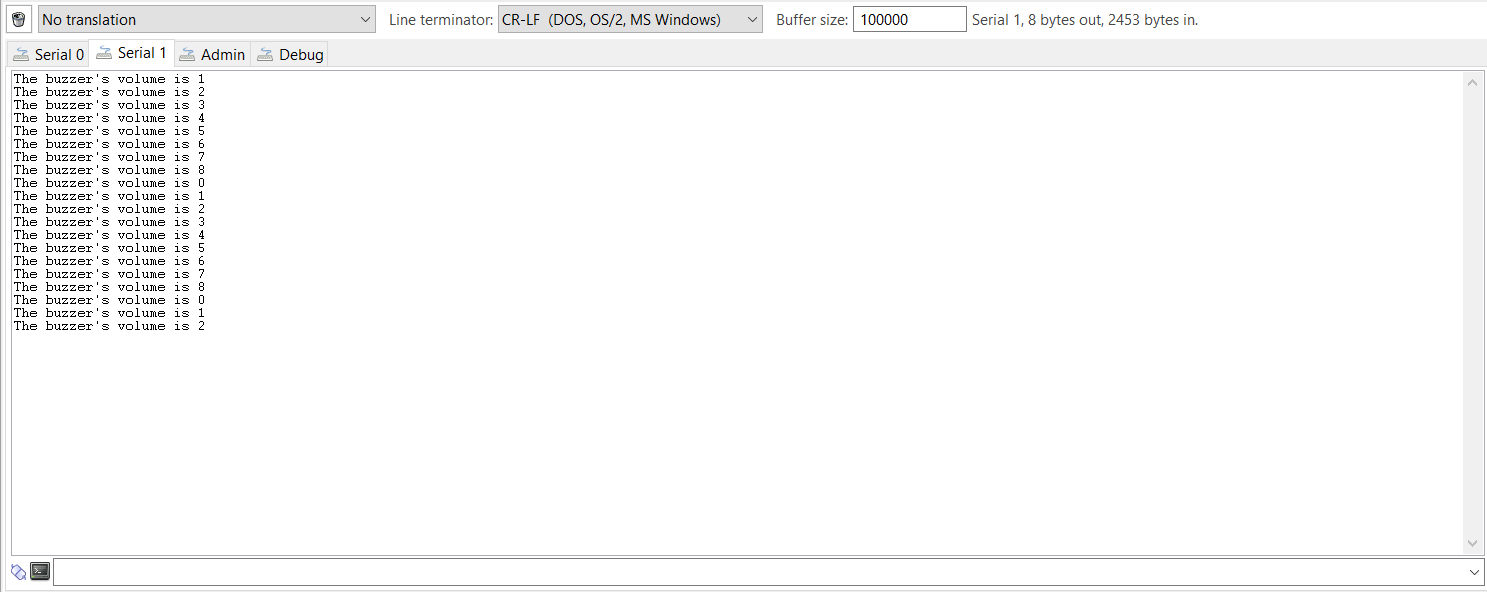 No translation Line terminator: CR-LF (DOS, OS/2, MS Windows) Buffer size: 100000 Serial 1, 8 bytes out, 2453 bytes in.
Serial 0 Serial 1 Admin Debug
The buzzer's volume is 1
The buzzer's volume is 2
The buzzer's volume is 3
The buzzer's volume is 4
The buzzer's volume is 5
The buzzer's volume is 6
The buzzer's volume is 7
The buzzer's volume is 8
The buzzer's volume is 0
The buzzer's volume is 1
The buzzer's volume is 2
The buzzer's volume is 3
The buzzer's volume is 4
The buzzer's volume is 5
The buzzer's volume is 6
The buzzer's volume is 7
The buzzer's volume is 8
The buzzer's volume is 0
The buzzer's volume is 1
The buzzer's volume is 2